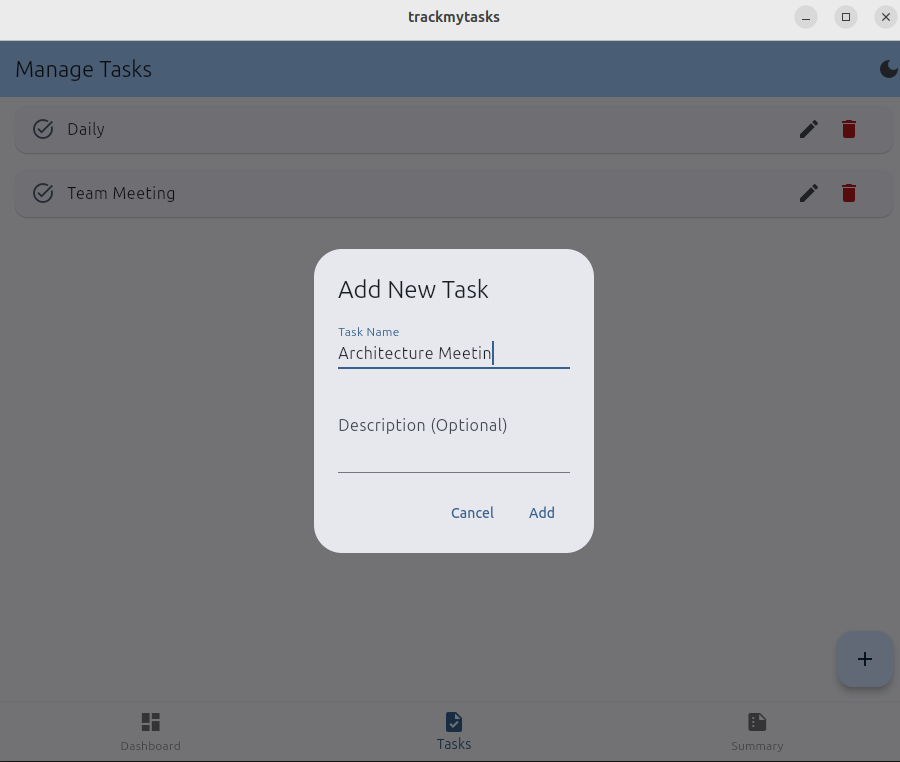 trackmytasks
Manage Tasks
Daily
Team Meeting
Add New Task
Task Name
Architecture Meetin
Description (Optional)
Cancel Add
Dashboard Tasks Summary